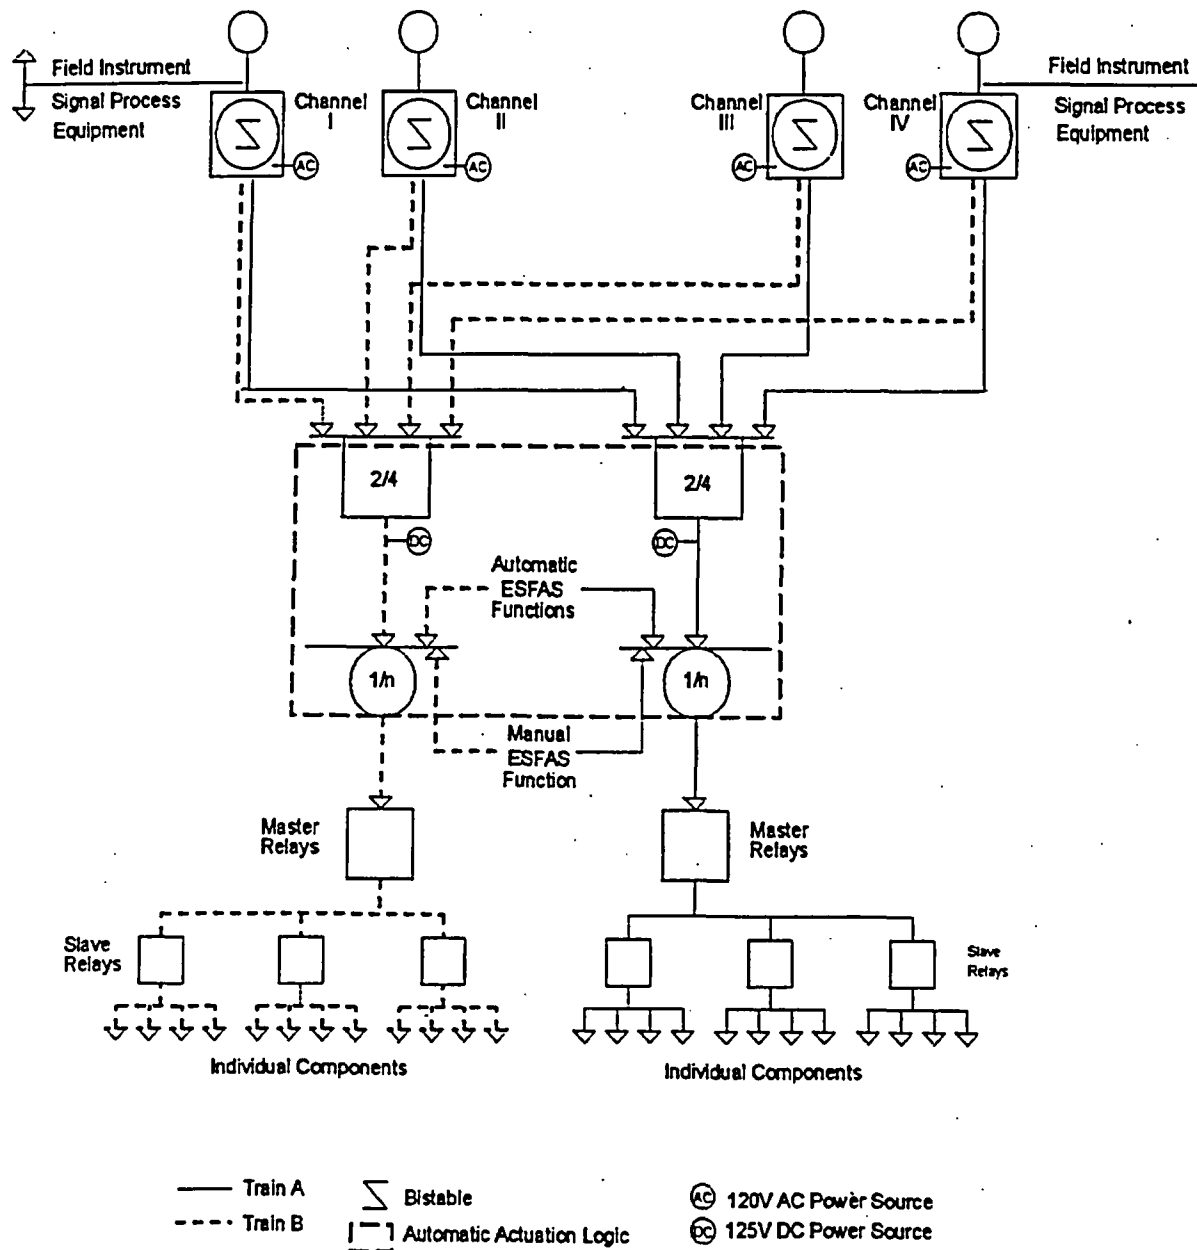 Field Instrument
Signal Process
Equipment
Channel
I
Channel
II
Channel
III
Channel
IV
Field Instrument
Signal Process
Equipment
AC
AC
AC
AC
2/4
2/4
DC
DC
Automatic
ESFAS
Functions
1/n
1/n
Manual
ESFAS
Function
Master
Relays
Master
Relays
Slave
Relays
Slave
Relays
Individual Components
Individual Components
Train A
Train B
Bistable
Automatic Actuation Logic
AC 120V AC Power Source
DC 125V DC Power Source